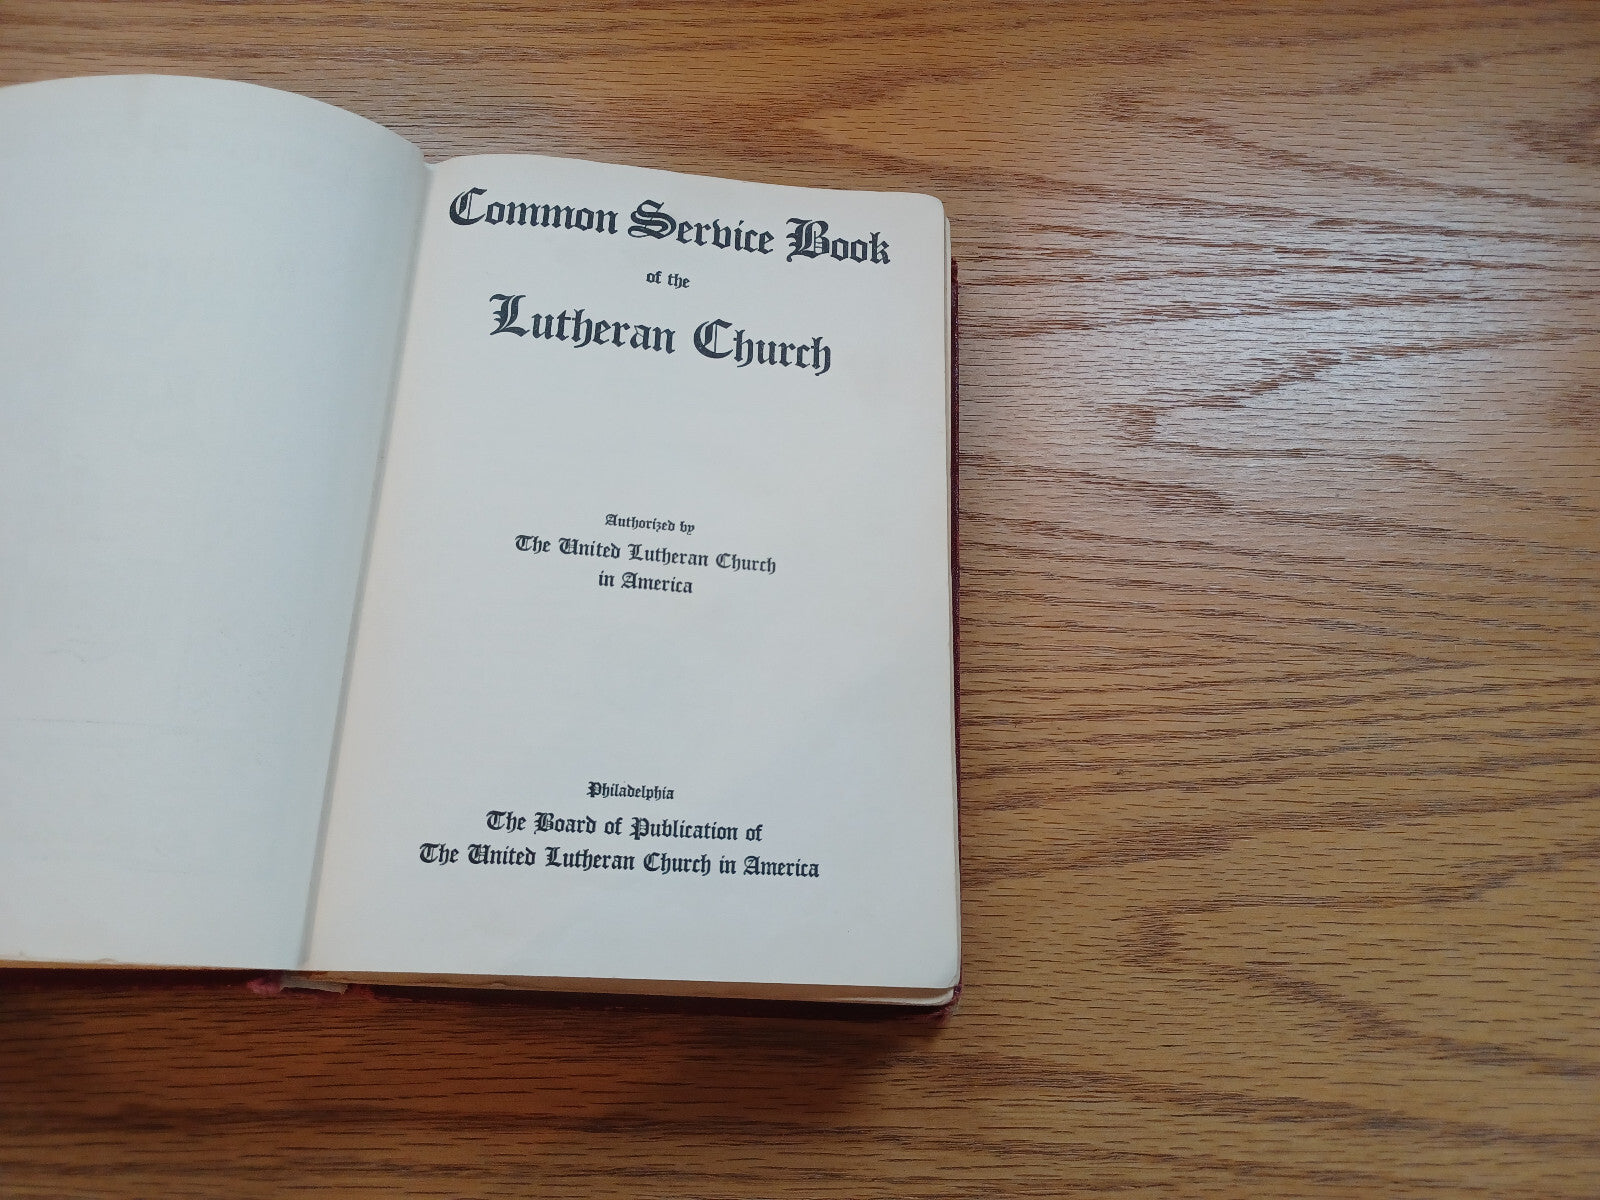 Common Service Book
of the
Lutheran Church
Authorized by
The United Lutheran Church
in America
Philadelphia
The Board of Publication of
The United Lutheran Church in America